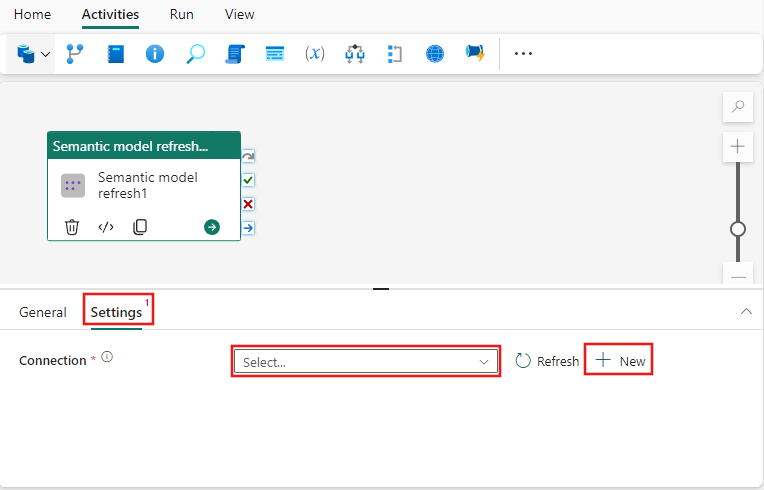 Home Activities Run View
(x)
Semantic model refresh...
Semantic model
refresh1
</>
General Settings 1
Connection * Select... Refresh New